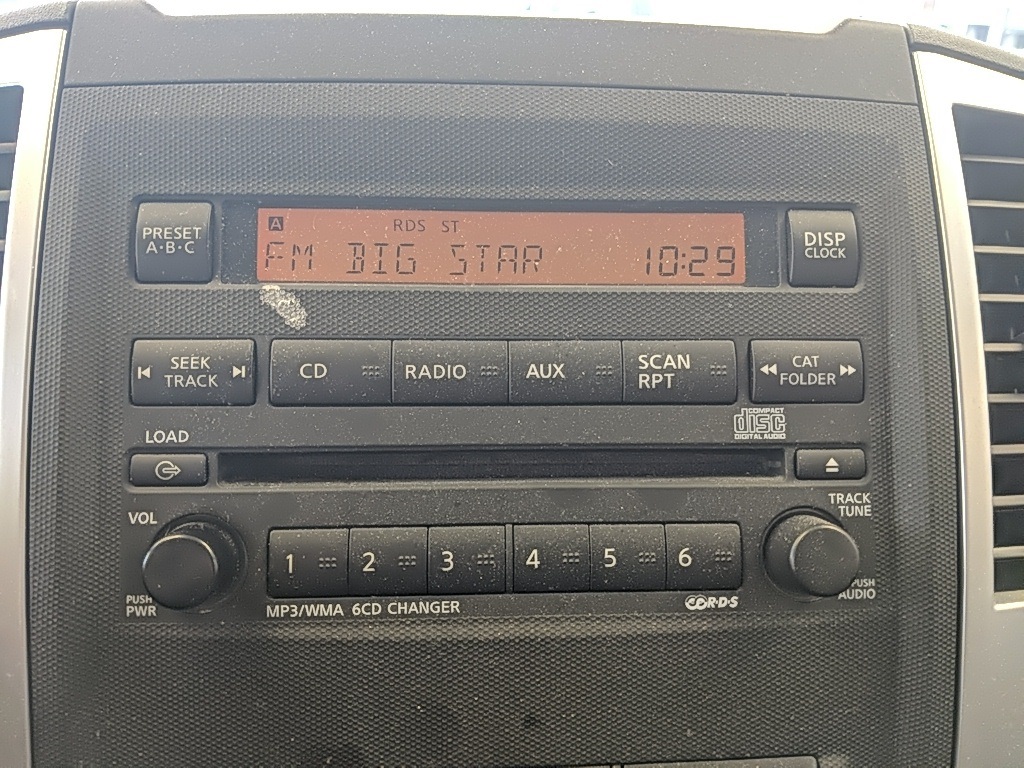 A RDS ST
FM BIG STAR 10:29
PRESET
A·B·C
DISP
CLOCK
SEEK
TRACK
CD
RADIO
AUX
SCAN
RPT
CAT
FOLDER
COMPACT
disc
DIGITAL AUDIO
LOAD
VOL
TRACK
TUNE
1 2 3 4 5 6
PUSH
PWR
PUSH
AUDIO
MP3/WMA 6CD CHANGER
R·D·S